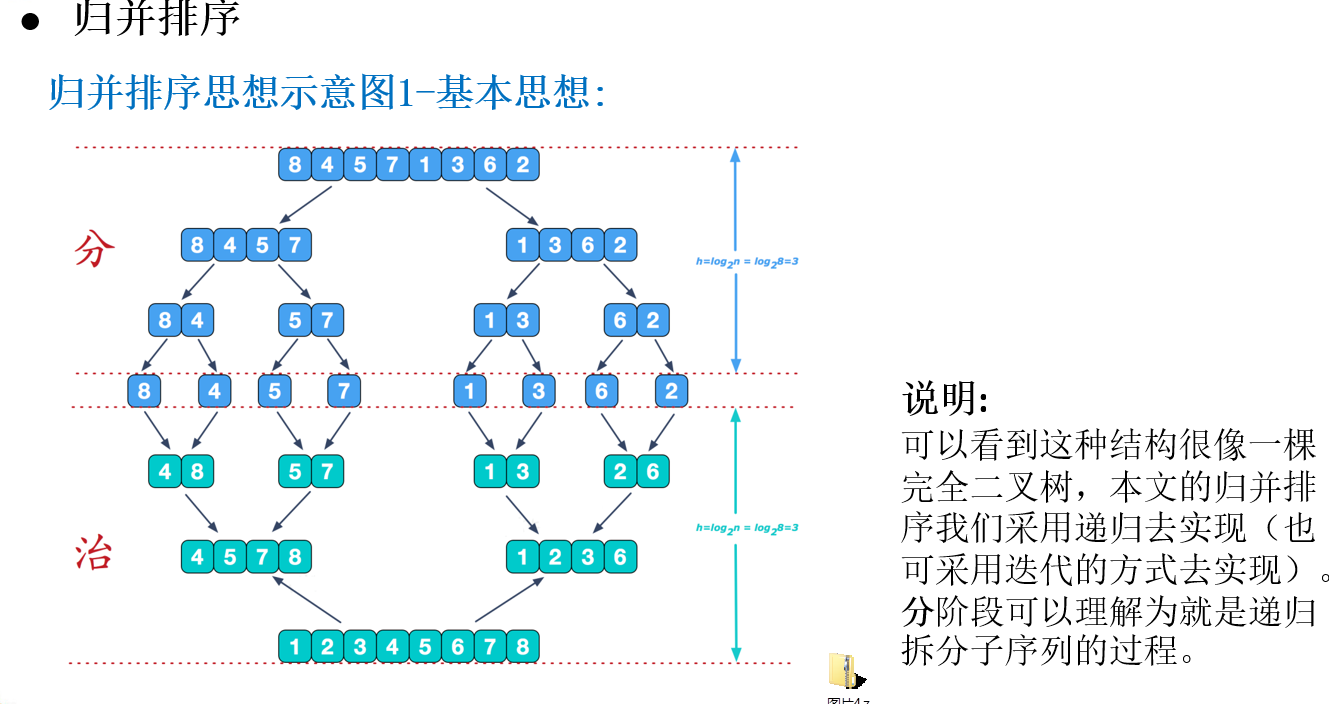 ● 归并排序
归并排序思想示意图1-基本思想:
8 4 5 7 1 3 6 2
分
8 4 5 7
1 3 6 2
h=log2n = log28=3
8 4
5 7
1 3
6 2
8
4
5
7
1
3
6
2
4 8
5 7
1 3
2 6
h=log2n = log28=3
治
4 5 7 8
1 2 3 6
1 2 3 4 5 6 7 8
说明:
可以看到这种结构很像一棵
完全二叉树，本文的归并排
序我们采用递归去实现（也
可采用迭代的方式去实现）。
分阶段可以理解为就是递归
拆分子序列的过程。